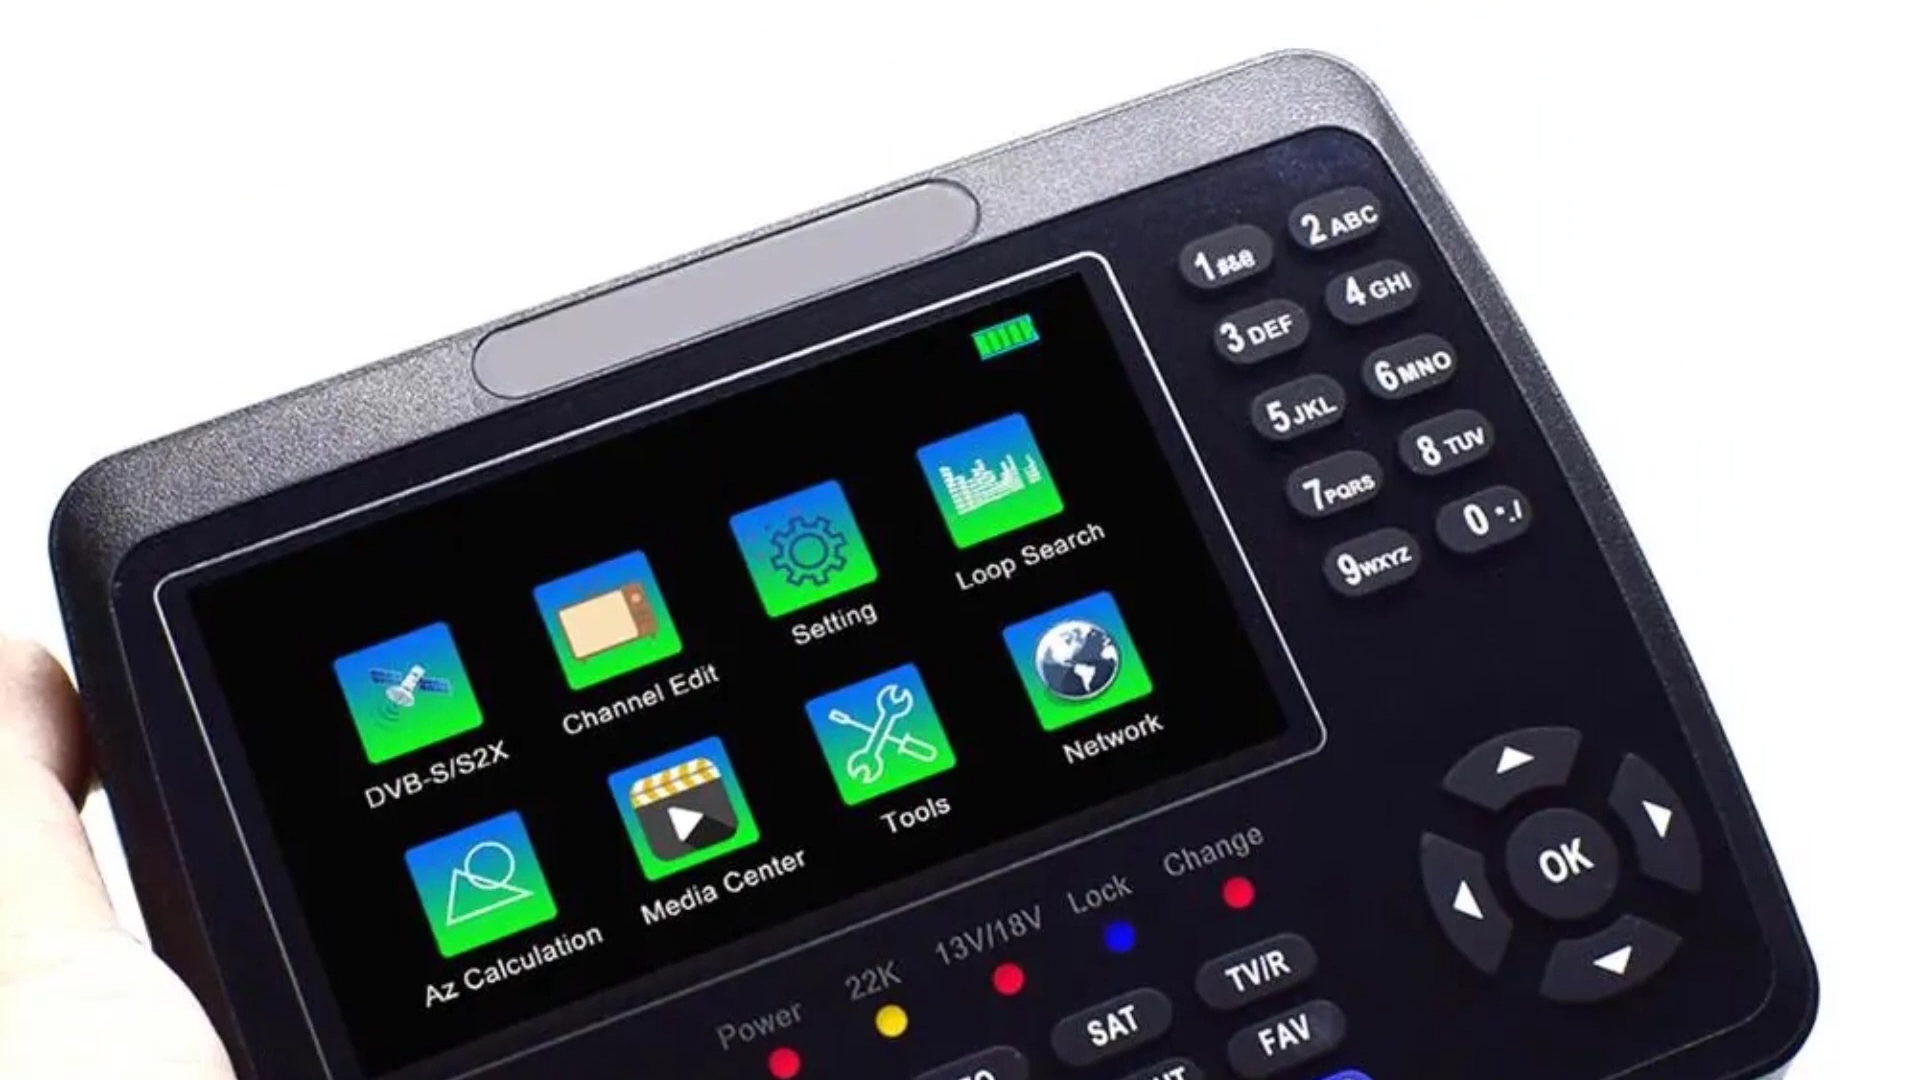 DVB-S/S2X
Channel Edit
Setting
Loop Search
Az Calculation
Media Center
Tools
Network
Power
22K
13V/18V
Lock
Change
1#&@
2 ABC
3 DEF
4 GHI
5 JKL
6 MNO
7 PQRS
8 TUV
9 WXYZ
0 *./
OK
TV/R
SAT
FAV